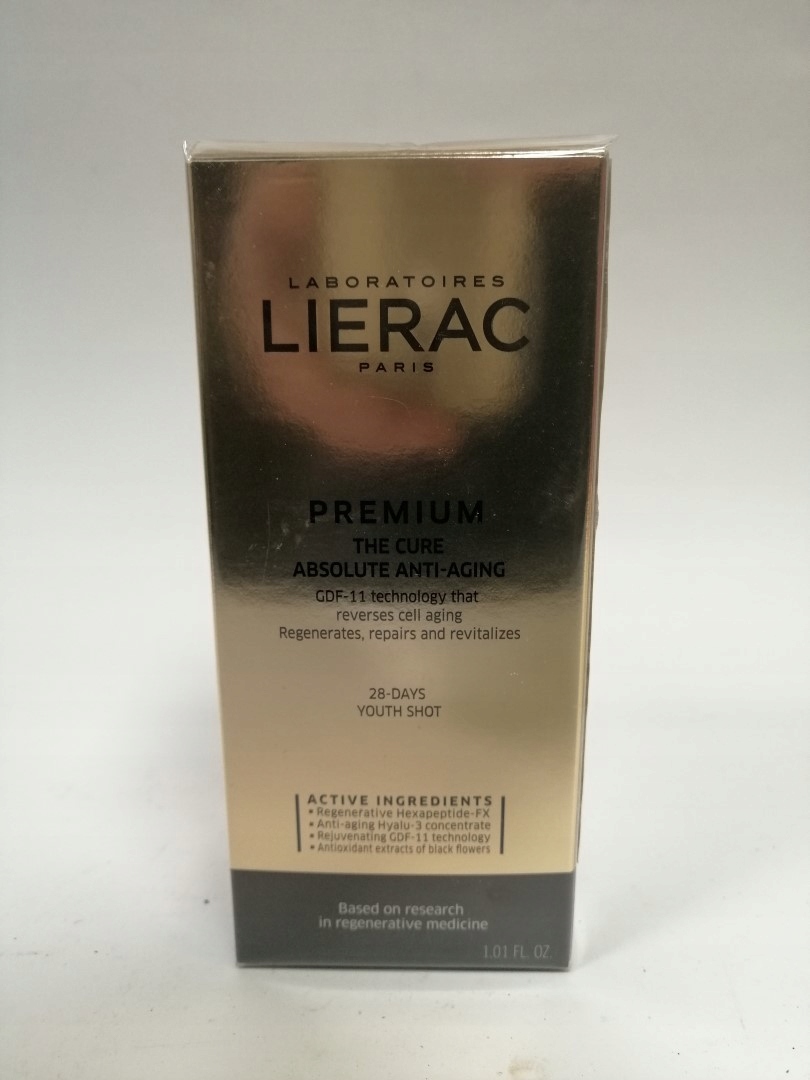 LABORATOIRES
LIERAC
PARIS
PREMIUM
THE CURE
ABSOLUTE ANTI-AGING
GDF-11 technology that
reverses cell aging
Regenerates, repairs and revitalizes
28-DAYS
YOUTH SHOT
ACTIVE INGREDIENTS
▪ Regenerative Hexapeptide-FX
▪ Anti-aging Hyalu-3 concentrate
▪ Rejuvenating GDF-11 technology
▪ Antioxidant extracts of black flowers
Based on research
in regenerative medicine
1.01 FL. OZ.